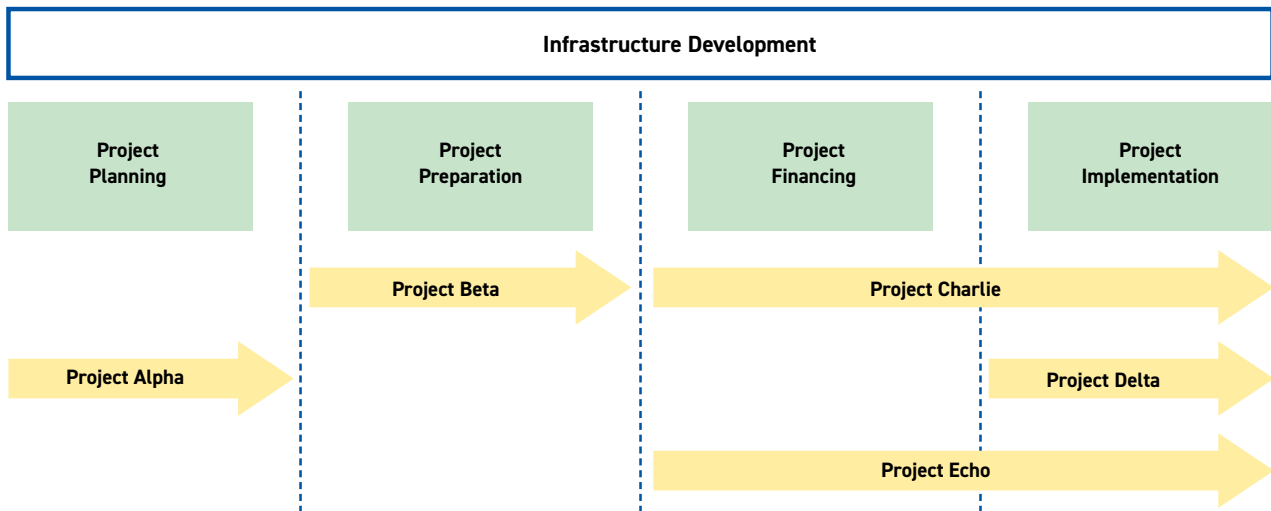 Infrastructure Development
Project
Planning
Project
Preparation
Project
Financing
Project
Implementation
Project Beta
Project Charlie
Project Alpha
Project Delta
Project Echo